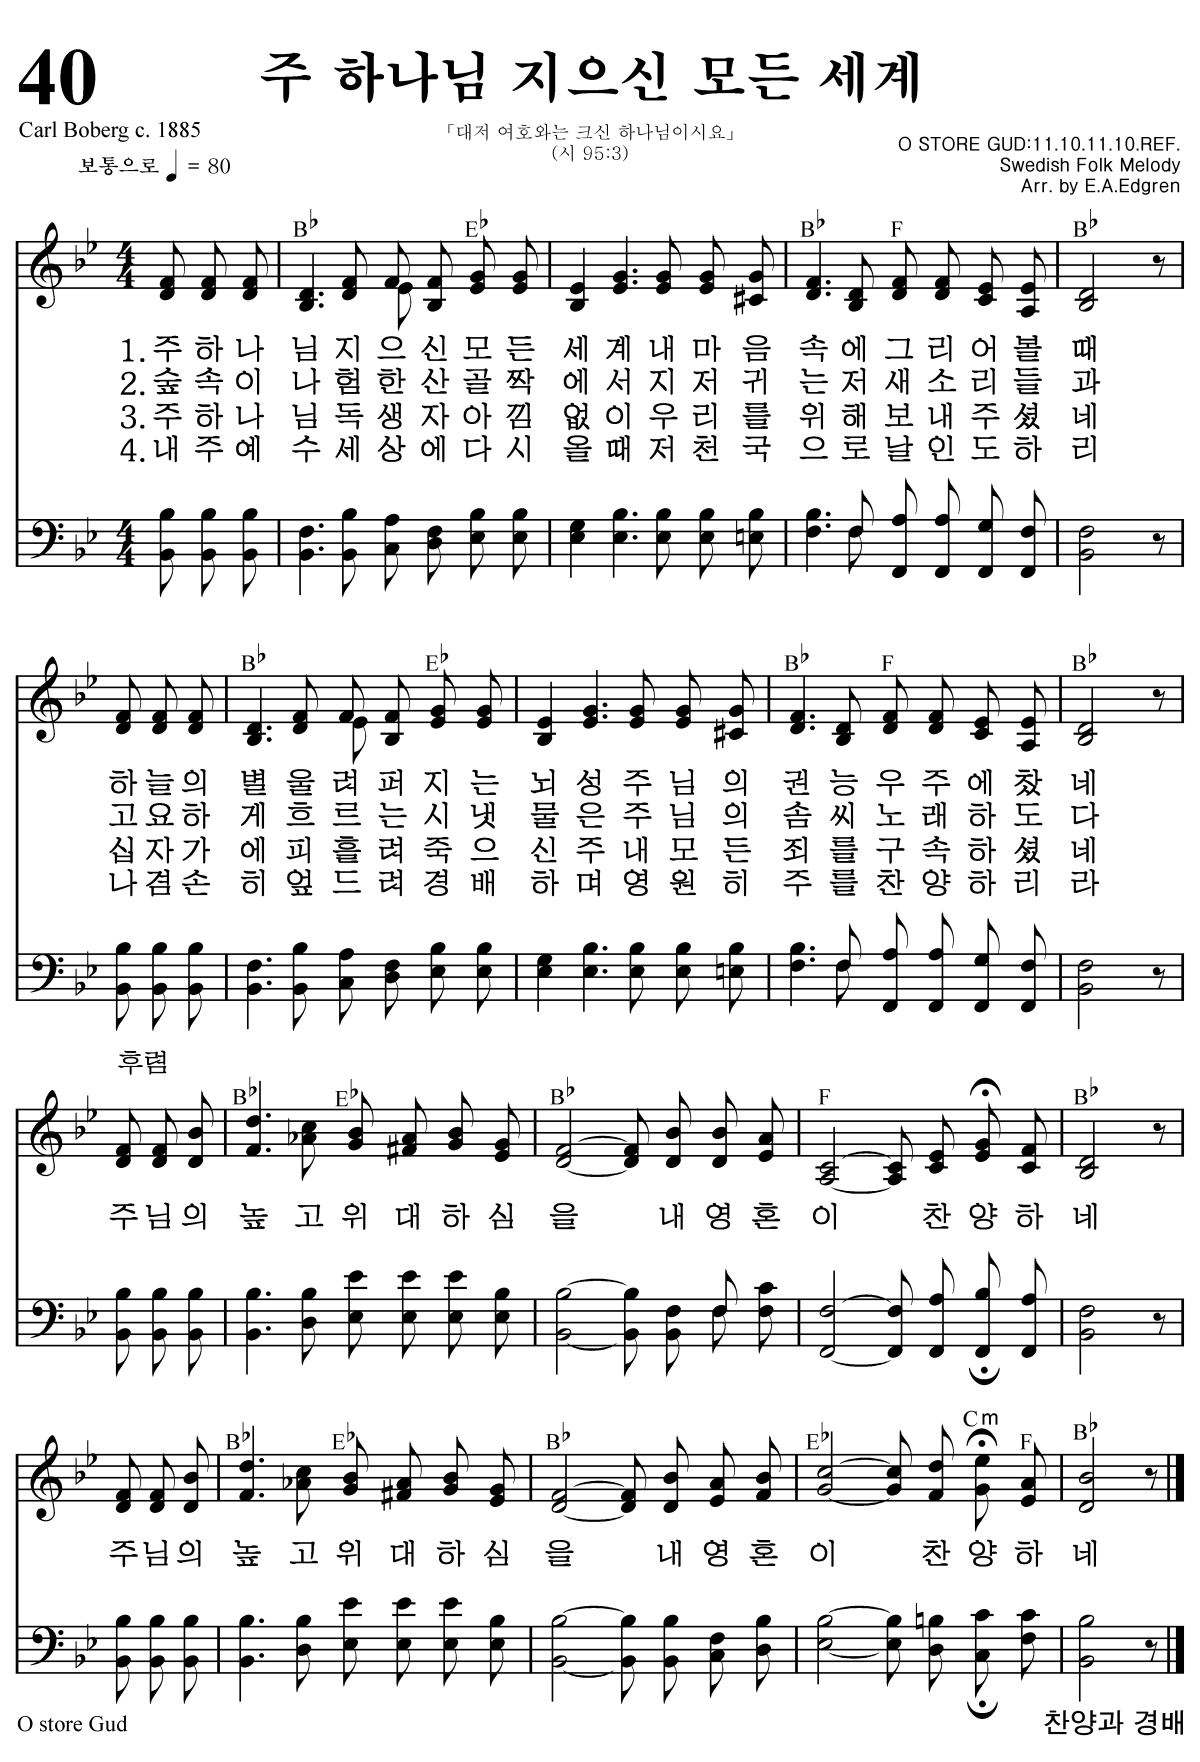 40
주 하나님 지으신 모든 세계
Carl Boberg c. 1885
「대저 여호와는 크신 하나님이시요」
(시 95:3)
O STORE GUD:11.10.11.10.REF.
Swedish Folk Melody
Arr. by E.A.Edgren
보통으로 ♩ = 80
B♭ E♭ B♭ F B♭
4 4
1. 주 하 나 님 지 으 신 모 든 세 계 내 마 음 속 에 그 리 어 볼 때
2. 숲 속 이 나 험 한 산 골 짝 에 서 지 저 귀 는 저 새 소 리 들 과
3. 주 하 나 님 독 생 자 아 낌 없 이 우 리 를 위 해 보 내 주 셨 네
4. 내 주 예 수 세 상 에 다 시 올 때 저 천 국 으 로 날 인 도 하 리
4 4
B♭ E♭ B♭ F B♭
하 늘 의 별 울 려 퍼 지 는 뇌 성 주 님 의 권 능 우 주 에 찼 네
고 요 하 게 흐 르 는 시 냇 물 은 주 님 의 솜 씨 노 래 하 도 다
십 자 가 에 피 흘 려 죽 으 신 주 내 모 든 죄 를 구 속 하 셨 네
나 겸 손 히 엎 드 려 경 배 하 며 영 원 히 주 를 찬 양 하 리 라
후렴
B♭ E♭ B♭ F B♭
주 님 의 높 고 위 대 하 심 을 내 영 혼 이 찬 양 하 네
B♭ E♭ B♭ E♭ Cm F B♭
주 님 의 높 고 위 대 하 심 을 내 영 혼 이 찬 양 하 네
O store Gud
찬양과 경배